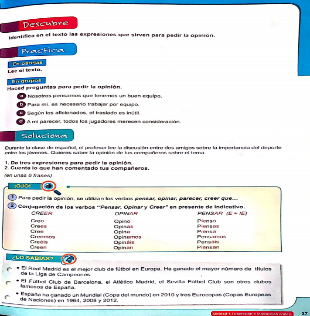 Descubre
Identifica en el texto las expresiones que sirven para pedir la opinión.
Practica
En parejas
Lee el texto.
En grupos
Haced preguntas para pedir la opinión.
a Nosotros pensamos que tenemos un buen equipo.
b Para mí, es necesario trabajar por equipo.
c Según los aficionados, el traslado es inútil.
d A mi parecer, todos los jugadores merecen consideración.
Soluciona
Durante la clase de español, el profesor lee la discusión entre dos amigos sobre la importancia del deporte
entre los jóvenes. Quieres saber la opinión de tus compañeros sobre el tema.
1. Da tres expresiones para pedir la opinión.
2. Cuenta lo que han comentado tus compañeros.
(en unas 8 frases)
¡OJO!
1 Para pedir la opinión, se utilizan los verbos pensar, opinar, parecer, creer que...
2 Conjugación de los verbos "Pensar, Opinar y Creer" en presente de indicativo.
CREER OPINAR PENSAR (E = IE)
Creo Opino Pienso
Crees Opinas Piensas
Cree Opina Piensa
Creemos Opinamos Pensamos
Creéis Opináis Pensáis
Creen Opinan Piensan
¿LO SABÍAS?
• El Real Madrid es el mejor club de fútbol en Europa. Ha ganado el mayor número de títulos
de la Liga de Campeones.
• El Fútbol Club de Barcelona, el Atlético Madrid, el Sevilla Fútbol Club son otros clubes
famosos de España.
• España ha ganado un Mundial (Copa del mundo) en 2010 y tres Eurocopas (Copas Europeas
de Naciones) en 1964, 2008 y 2012.
37